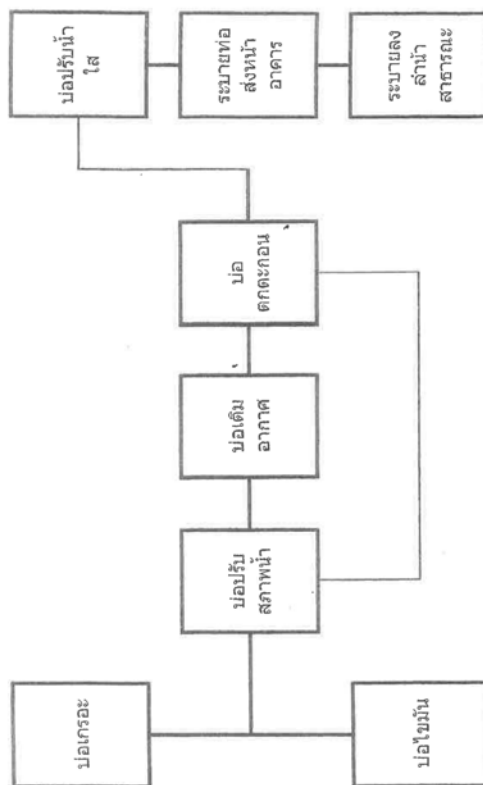 บ่อไขมัน
บ่อเกรอะ
บ่อปรับ
สภาพน้ำ
บ่อเติม
อากาศ
บ่อ
ตกตะกอน
ระบายลง
ลำน้ำ
สาธารณะ
ระบายท่อ
ส่งหน้า
อาคาร
บ่อปรับน้ำ
ใส